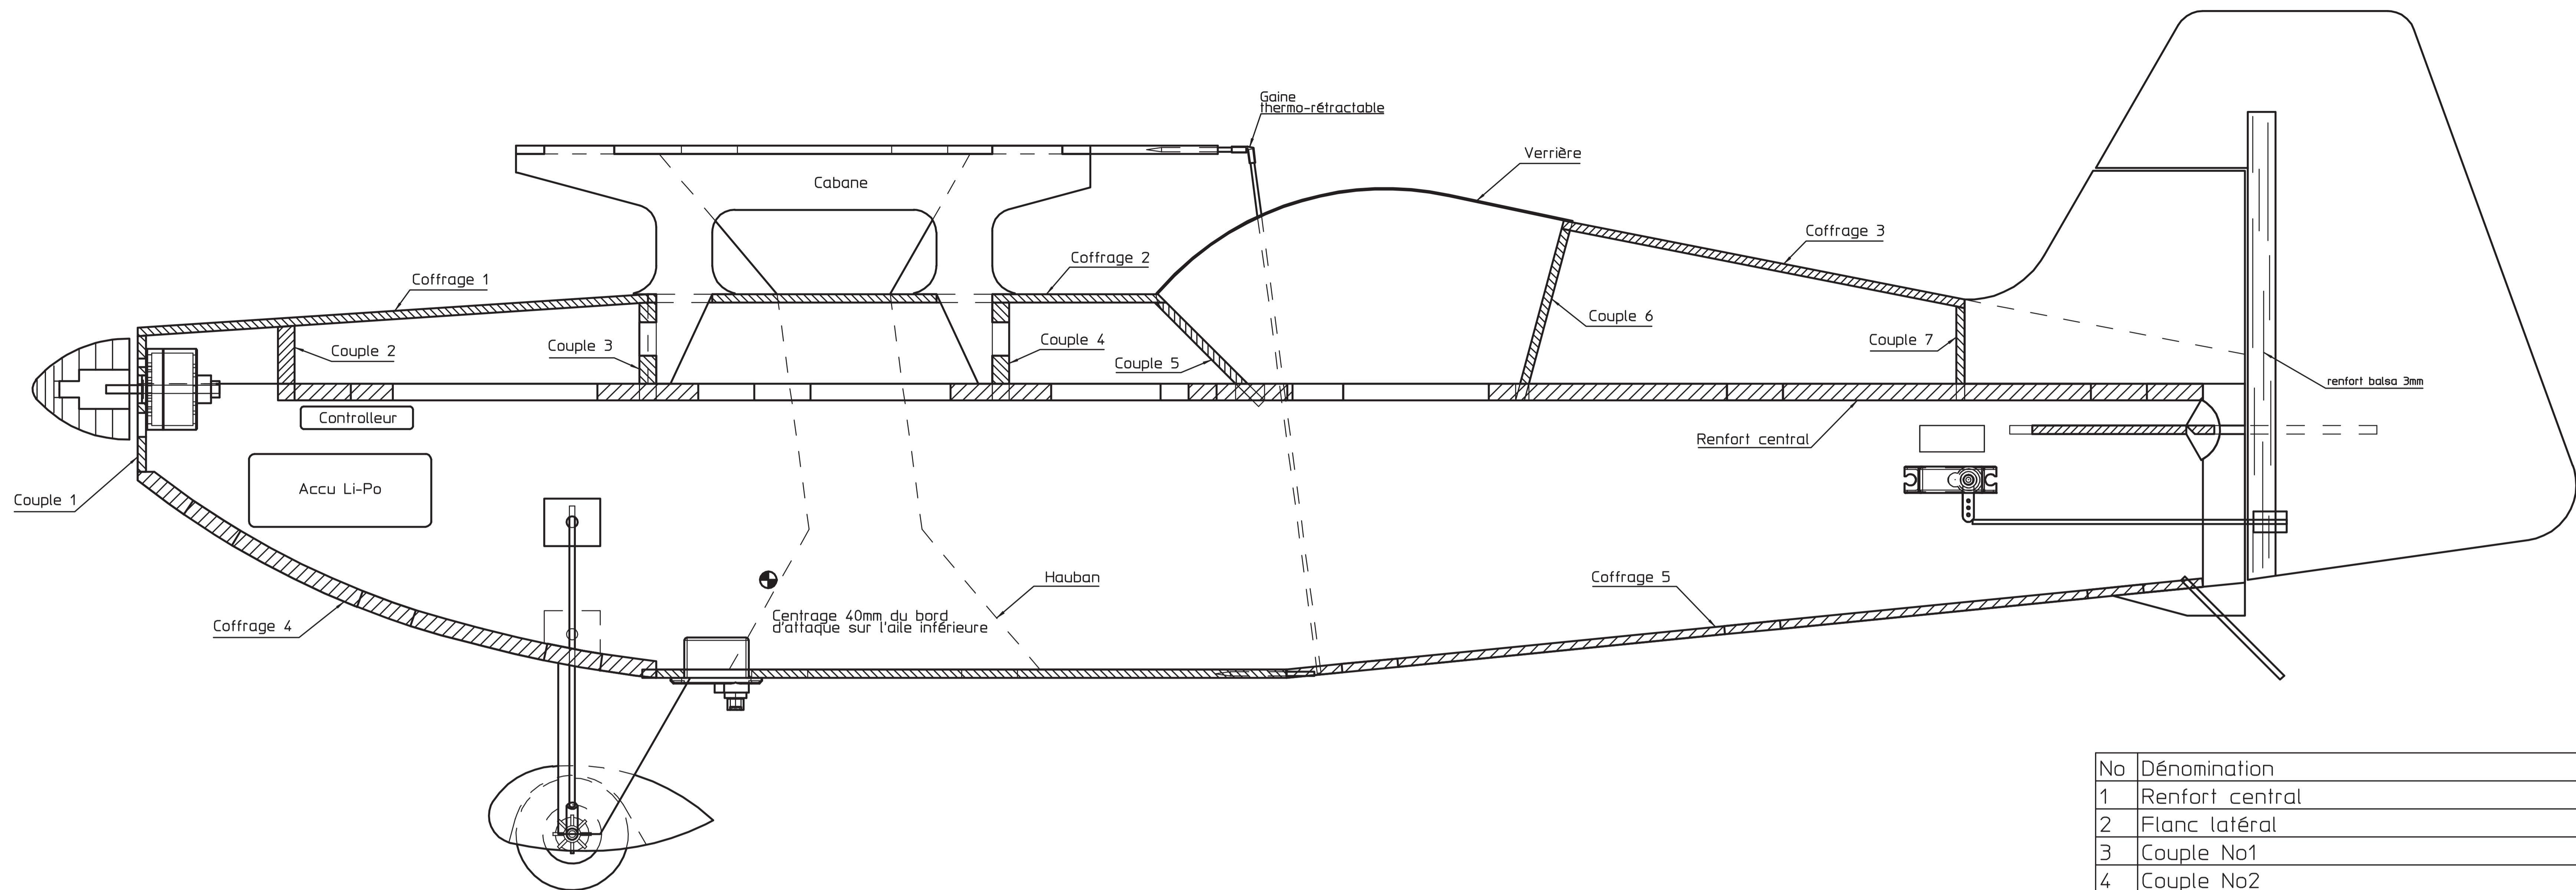 Gaine
thermo-rétractable
Verrière
Cabane
Coffrage 3
Coffrage 2
Coffrage 1
Couple 6
Couple 7
Couple 4
Couple 3
Couple 2
Couple 5
renfort balsa 3mm
Controlleur
Renfort central
Accu Li-Po
Couple 1
Hauban
Coffrage 5
Centrage 40mm du bord
d'attaque sur l'aile inférieure
Coffrage 4
No Dénomination
1 Renfort central
2 Flanc latéral
3 Couple No1
4 Couple No2